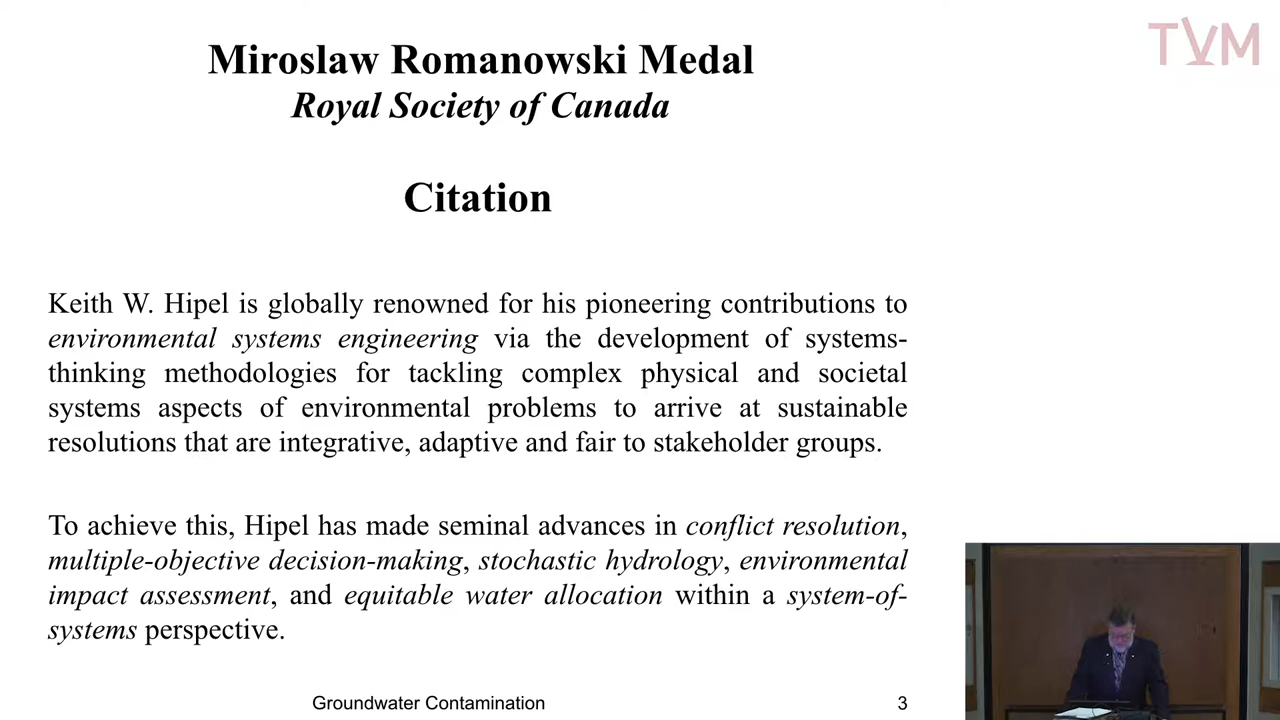 TVM
Miroslaw Romanowski Medal
Royal Society of Canada
Citation
Keith W. Hipel is globally renowned for his pioneering contributions to
environmental systems engineering via the development of systems-
thinking methodologies for tackling complex physical and societal
systems aspects of environmental problems to arrive at sustainable
resolutions that are integrative, adaptive and fair to stakeholder groups.
To achieve this, Hipel has made seminal advances in conflict resolution,
multiple-objective decision-making, stochastic hydrology, environmental
impact assessment, and equitable water allocation within a system-of-
systems perspective.
Groundwater Contamination
3